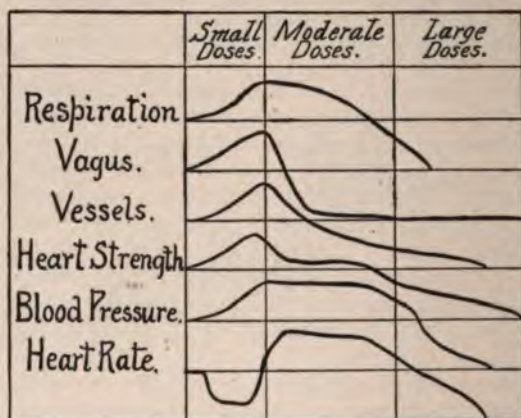 Small Moderate Large
Doses. Doses. Doses.
Respiration
Vagus.
Vessels.
Heart Strength
Blood Pressure.
Heart Rate.